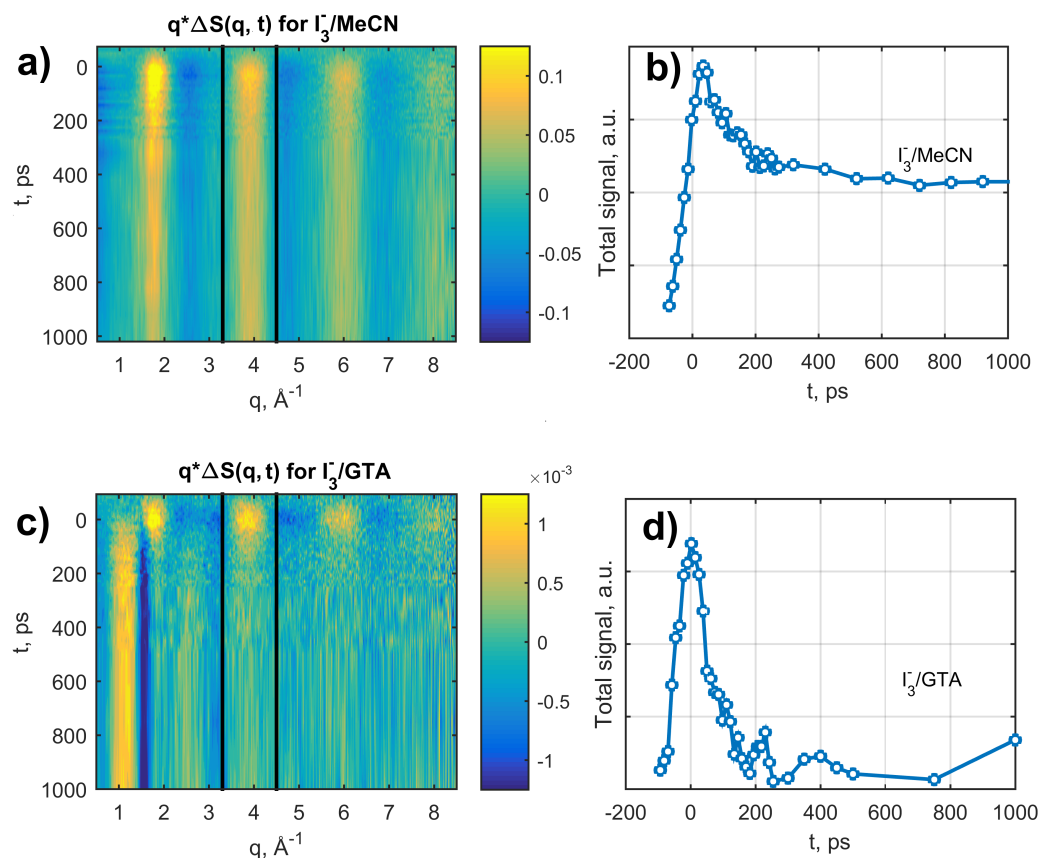 q*ΔS(q, t) for I₃⁻/MeCN
a)
0
200
400
600
800
1000
t, ps
1 2 3 4 5 6 7 8
q, Å⁻¹
0.1
0.05
0
-0.05
-0.1
b)
Total signal, a.u.
I₃⁻/MeCN
-200 0 200 400 600 800 1000
t, ps
q*ΔS(q, t) for I₃⁻/GTA
c)
0
200
400
600
800
1000
t, ps
1 2 3 4 5 6 7 8
q, Å⁻¹
×10⁻³
1
0.5
0
-0.5
-1
d)
Total signal, a.u.
I₃⁻/GTA
-200 0 200 400 600 800 1000
t, ps